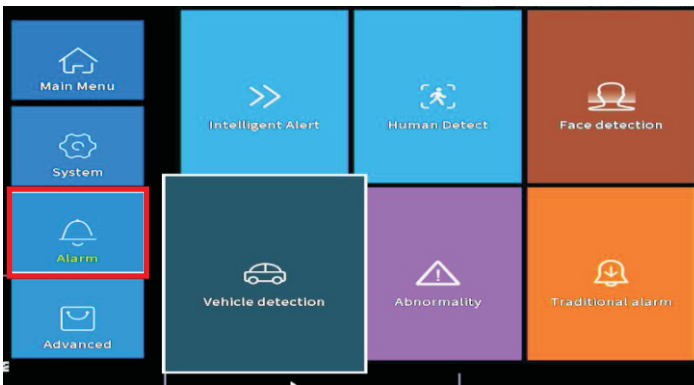 Main Menu
System
Alarm
Advanced
Intelligent Alert
Human Detect
Face detection
Vehicle detection
Abnormality
Traditional alarm